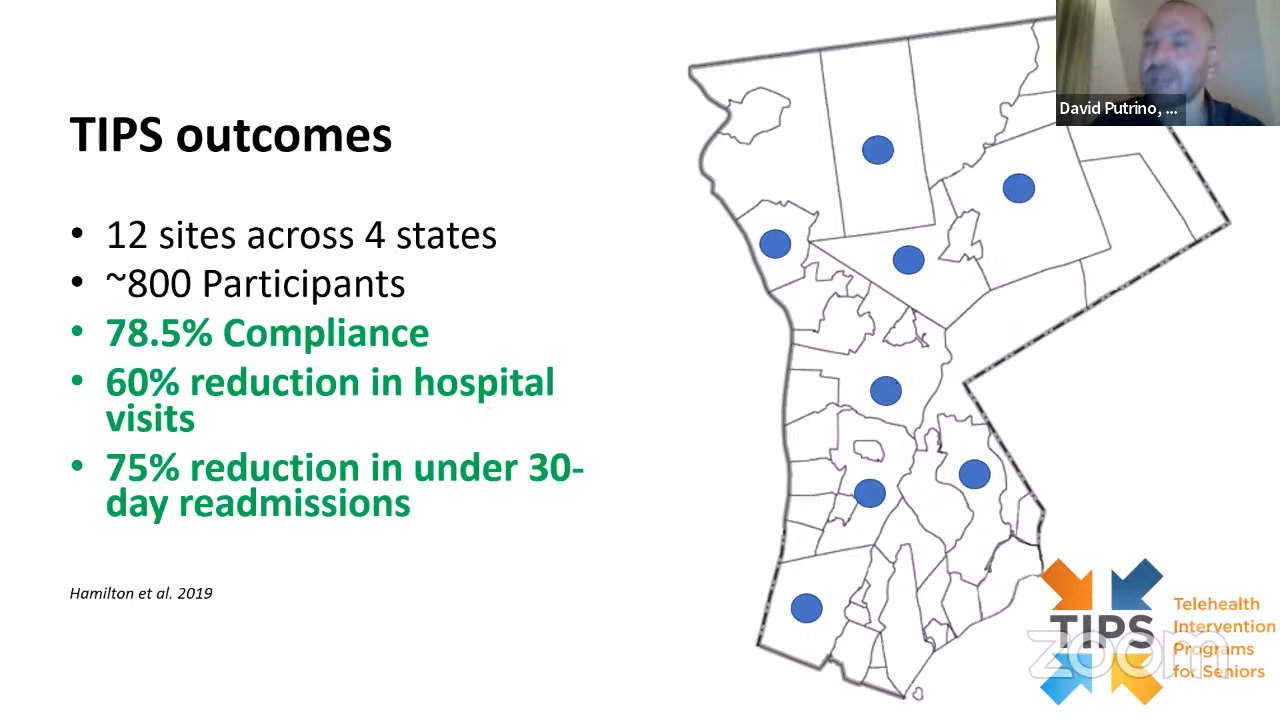 David Putrino, ...
TIPS outcomes
• 12 sites across 4 states
• ~800 Participants
• 78.5% Compliance
• 60% reduction in hospital
visits
• 75% reduction in under 30-
day readmissions
Hamilton et al. 2019
TIPS
Telehealth
Intervention
Programs
for Seniors
zoom